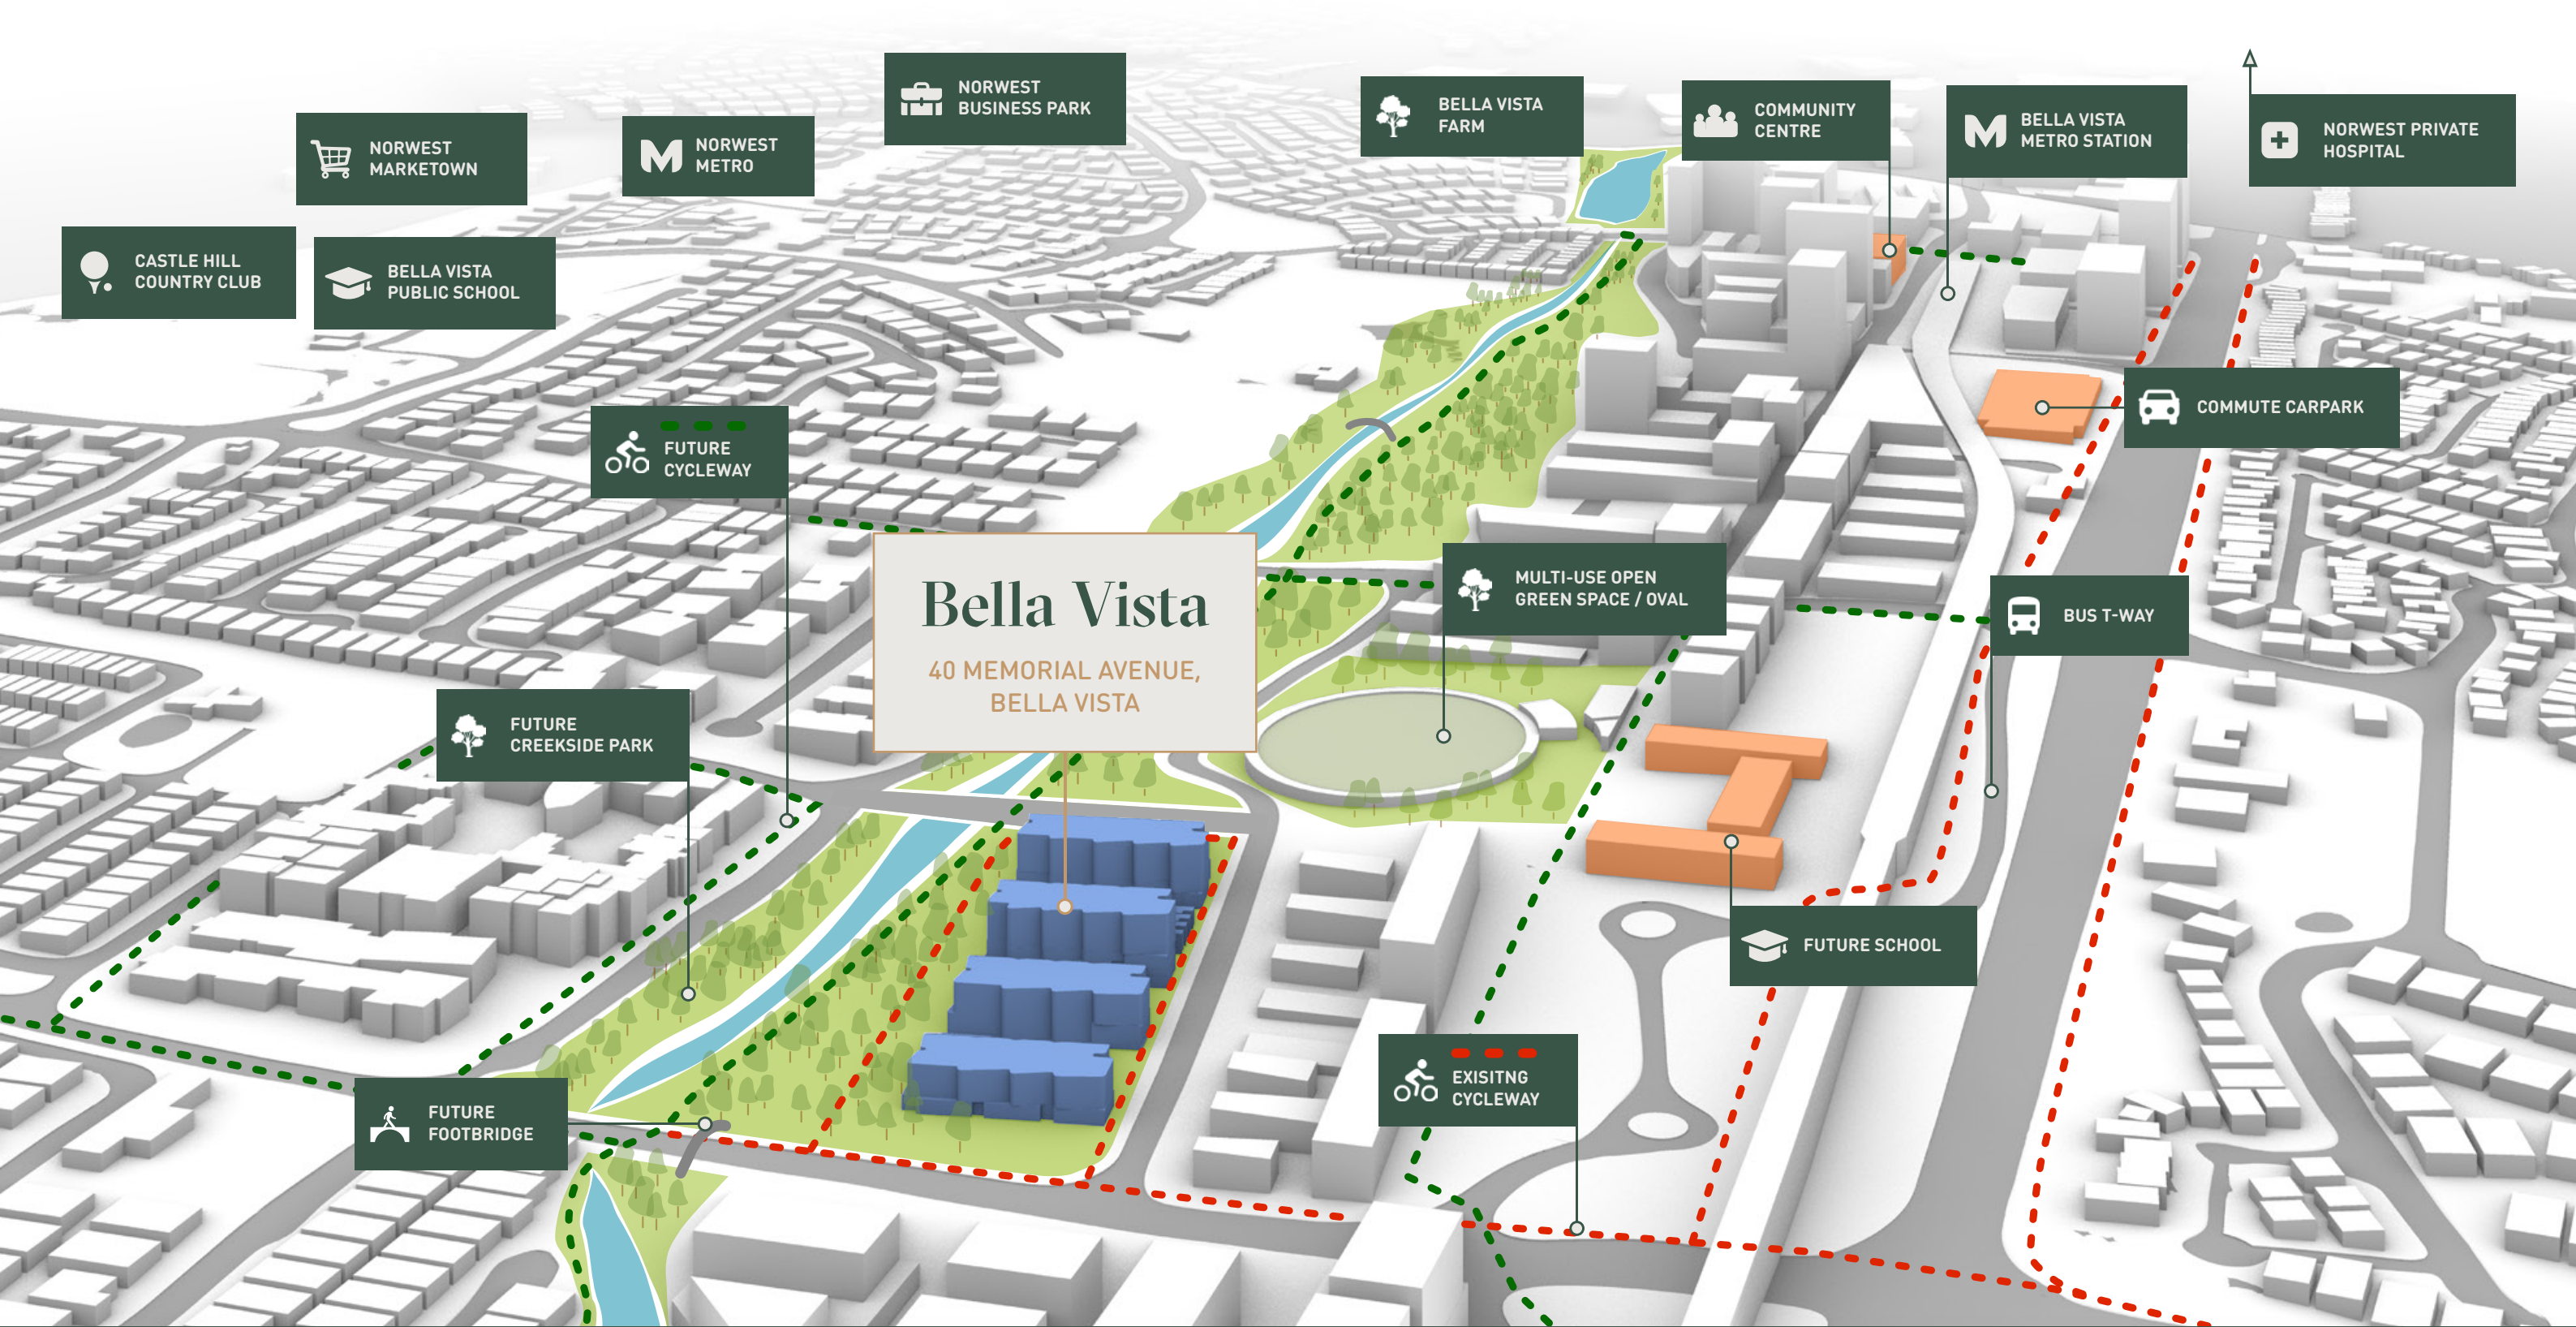 NORWEST
BUSINESS PARK
BELLA VISTA
FARM
COMMUNITY
CENTRE
BELLA VISTA
METRO STATION
NORWEST PRIVATE
HOSPITAL
NORWEST
MARKETOWN
NORWEST
METRO
CASTLE HILL
COUNTRY CLUB
BELLA VISTA
PUBLIC SCHOOL
COMMUTE CARPARK
FUTURE
CYCLEWAY
Bella Vista
40 MEMORIAL AVENUE,
BELLA VISTA
MULTI-USE OPEN
GREEN SPACE / OVAL
BUS T-WAY
FUTURE
CREEKSIDE PARK
FUTURE SCHOOL
EXISITNG
CYCLEWAY
FUTURE
FOOTBRIDGE